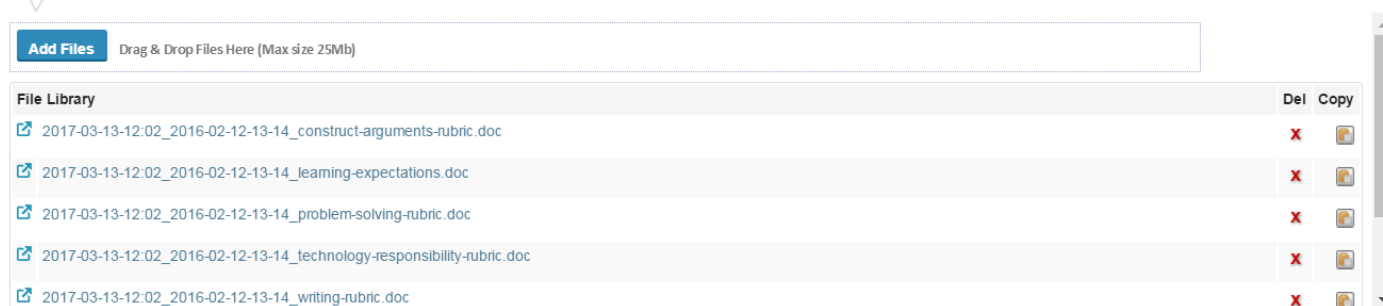 Add Files Drag & Drop Files Here (Max size 25Mb)
File Library Del Copy
2017-03-13-12:02_2016-02-12-13-14_construct-arguments-rubric.doc X
2017-03-13-12:02_2016-02-12-13-14_learning-expectations.doc X
2017-03-13-12:02_2016-02-12-13-14_problem-solving-rubric.doc X
2017-03-13-12:02_2016-02-12-13-14_technology-responsibility-rubric.doc X
2017-03-13-12:02_2016-02-12-13-14_writing-rubric.doc X